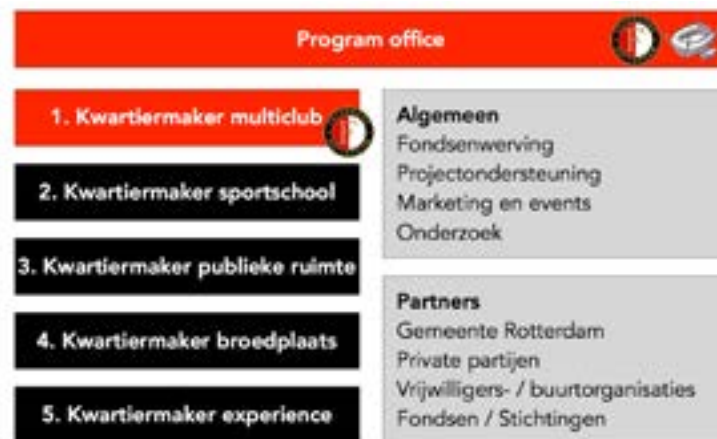 Program office
1. Kwartiermaker multiclub
2. Kwartiermaker sportschool
3. Kwartiermaker publieke ruimte
4. Kwartiermaker broedplaats
5. Kwartiermaker experience
Algemeen
Fondsenwerving
Projectondersteuning
Marketing en events
Onderzoek
Partners
Gemeente Rotterdam
Private partijen
Vrijwilligers- / buurtorganisaties
Fondsen / Stichtingen